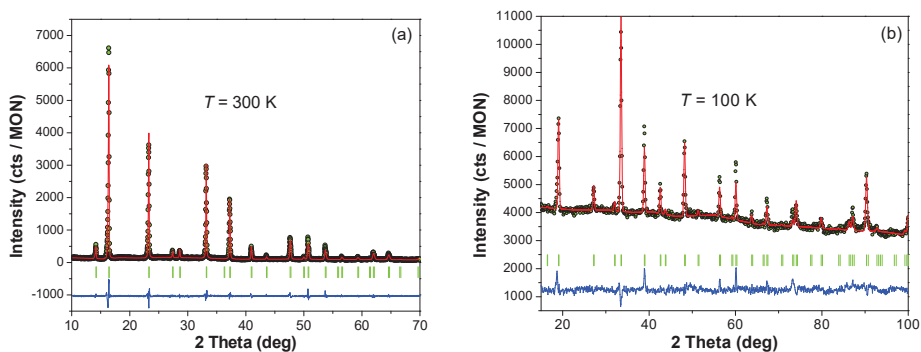 (a)
T = 300 K
Intensity (cts / MON)
7000
6000
5000
4000
3000
2000
1000
0
-1000
10 20 30 40 50 60 70
2 Theta (deg)
(b)
T = 100 K
Intensity (cts / MON)
11000
10000
9000
8000
7000
6000
5000
4000
3000
2000
1000
20 40 60 80 100
2 Theta (deg)